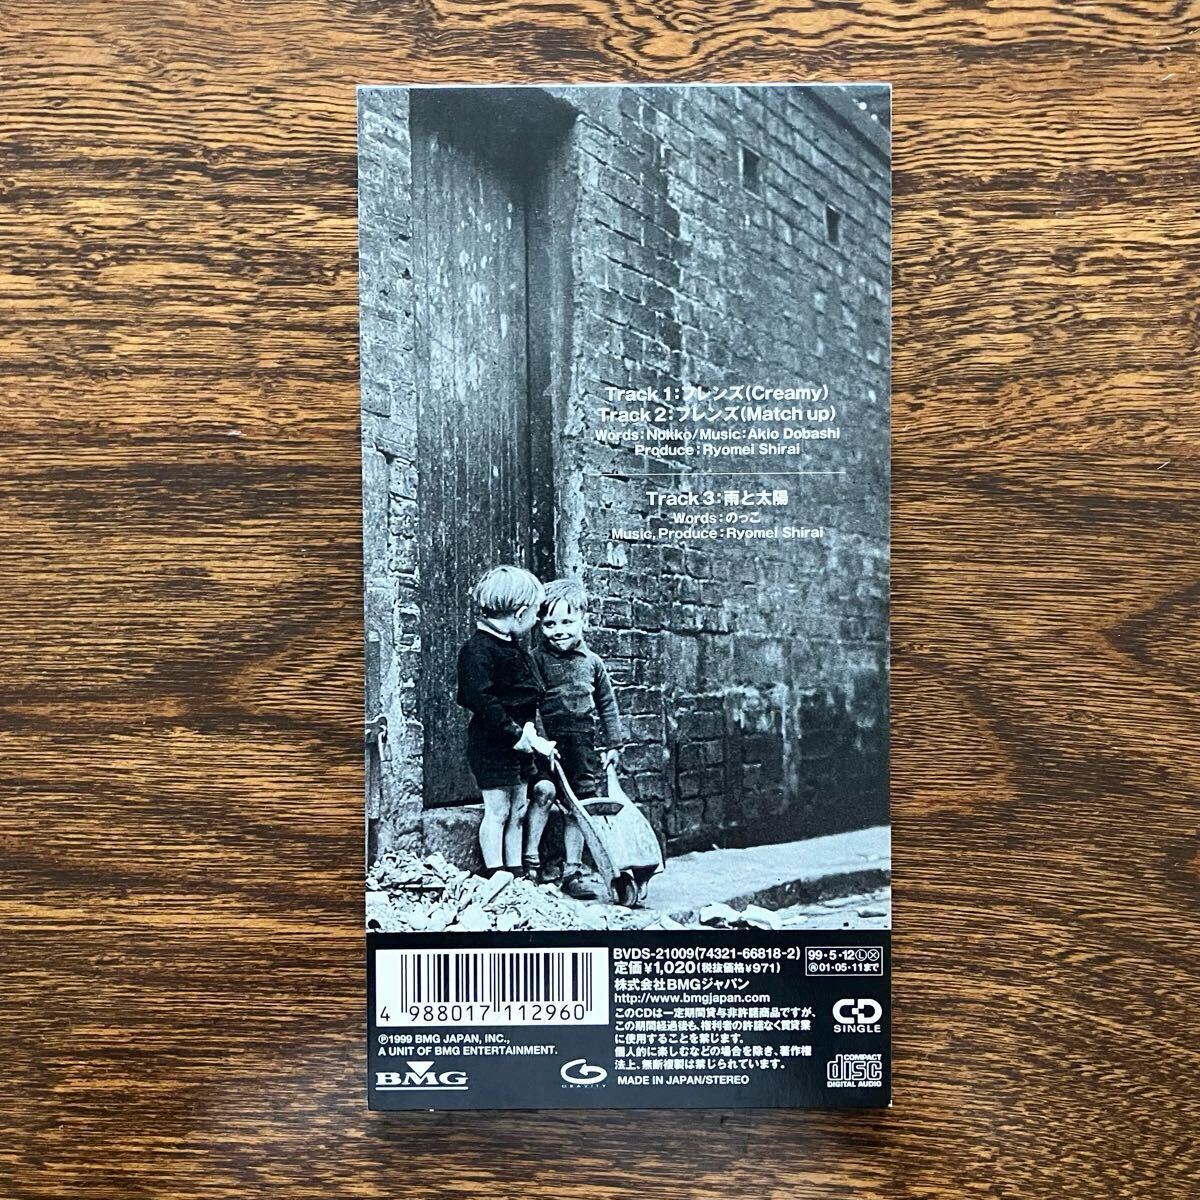 Track 1：フレンズ(Creamy)
Track 2：フレンズ(Match up)
Words：Nokko/Music：Akio Dobashi
Produce：Ryomei Shirai
Track 3：雨と太陽
Words：のっこ
Music, Produce：Ryomei Shirai
4 988017 112960
℗1999 BMG JAPAN, INC.,
A UNIT OF BMG ENTERTAINMENT.
BMG
GRAVITY
BVDS-21009(74321-66818-2)
定価¥1,020(税抜価格¥971)
株式会社BMGジャパン
http://www.bmgjapan.com
このCDは一定期間貸与非許諾商品ですが、
この期間経過後も、権利者の許諾なく賃貸業
に使用することを禁じます。
個人的に楽しむなどの場合を除き、著作権
法上、無断複製は禁じられています。
MADE IN JAPAN/STEREO
99・5・12ⓁⓍ
Ⓡ01・05・11まで
CD
SINGLE
COMPACT
disc
DIGITAL AUDIO